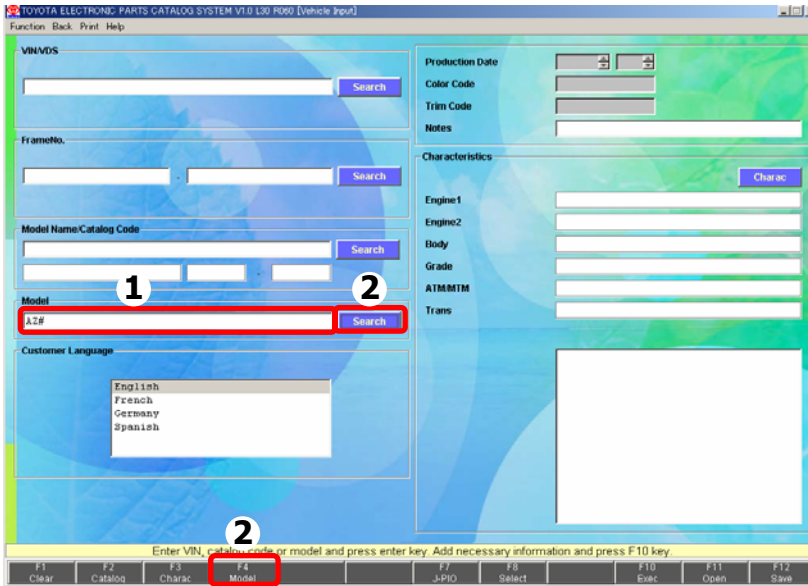 TOYOTA ELECTRONIC PARTS CATALOG SYSTEM V1.0 L30 R060 [Vehicle Input]
Function Back Print Help
VIN/VDS
Search
FrameNo.
- Search
Model Name/Catalog Code
Search
-
1 2
Model
AZ# Search
Customer Language
English
French
Germany
Spanish
Production Date
Color Code
Trim Code
Notes
Characteristics
Charac
Engine1
Engine2
Body
Grade
ATM/MTM
Trans
2
Enter VIN, catalog code or model and press enter key. Add necessary information and press F10 key.
F1 F2 F3 F4 F7 F8 F10 F11 F12
Clear Catalog Charac Model J-PIO Select Exec Open Save